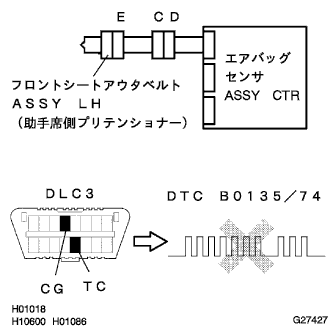 E C D
エアバッグ
センサ
ASSY CTR
フロントシートアウタベルト
ASSY LH
（助手席側プリテンショナー）
DLC3
DTC B0135／74
CG TC
H01018
H10600 H01086
G27427